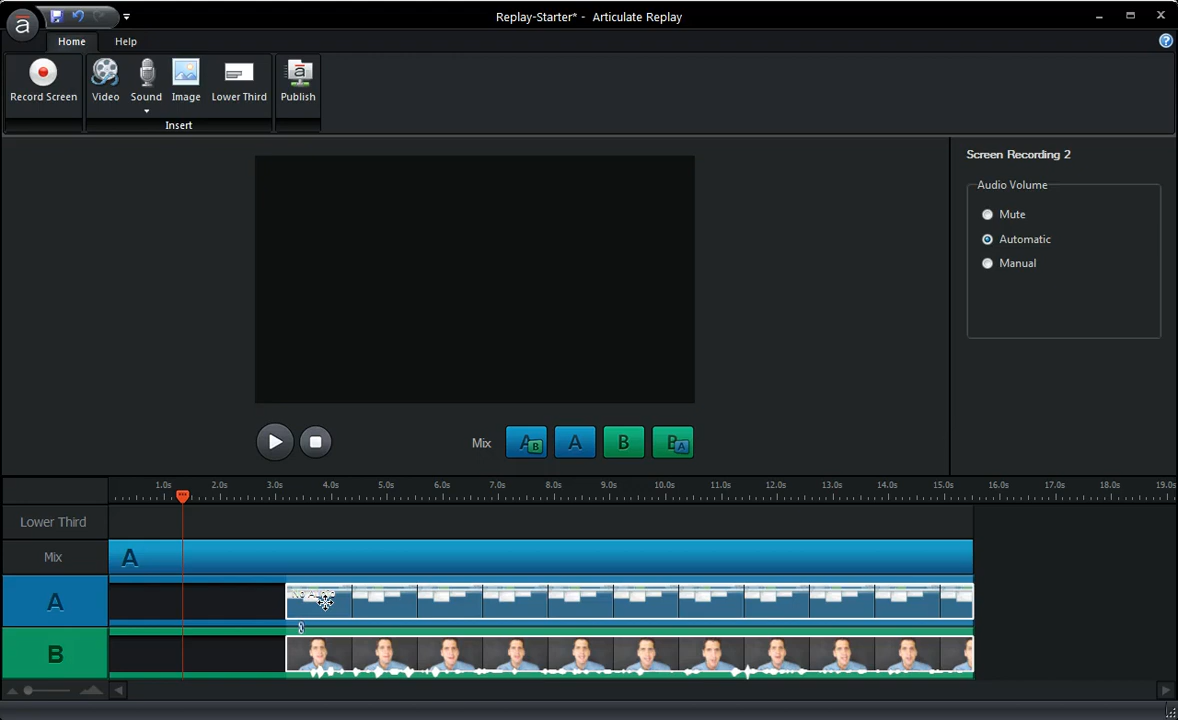 Replay-Starter* - Articulate Replay
Home Help
Record Screen Video Sound Image Lower Third Publish
Insert
Screen Recording 2
Audio Volume
Mute
Automatic
Manual
Mix A B A B B A
1.0s 2.0s 3.0s 4.0s 5.0s 6.0s 7.0s 8.0s 9.0s 10.0s 11.0s 12.0s 13.0s 14.0s 15.0s 16.0s 17.0s 18.0s 19.0s
Lower Third
Mix A
A
B